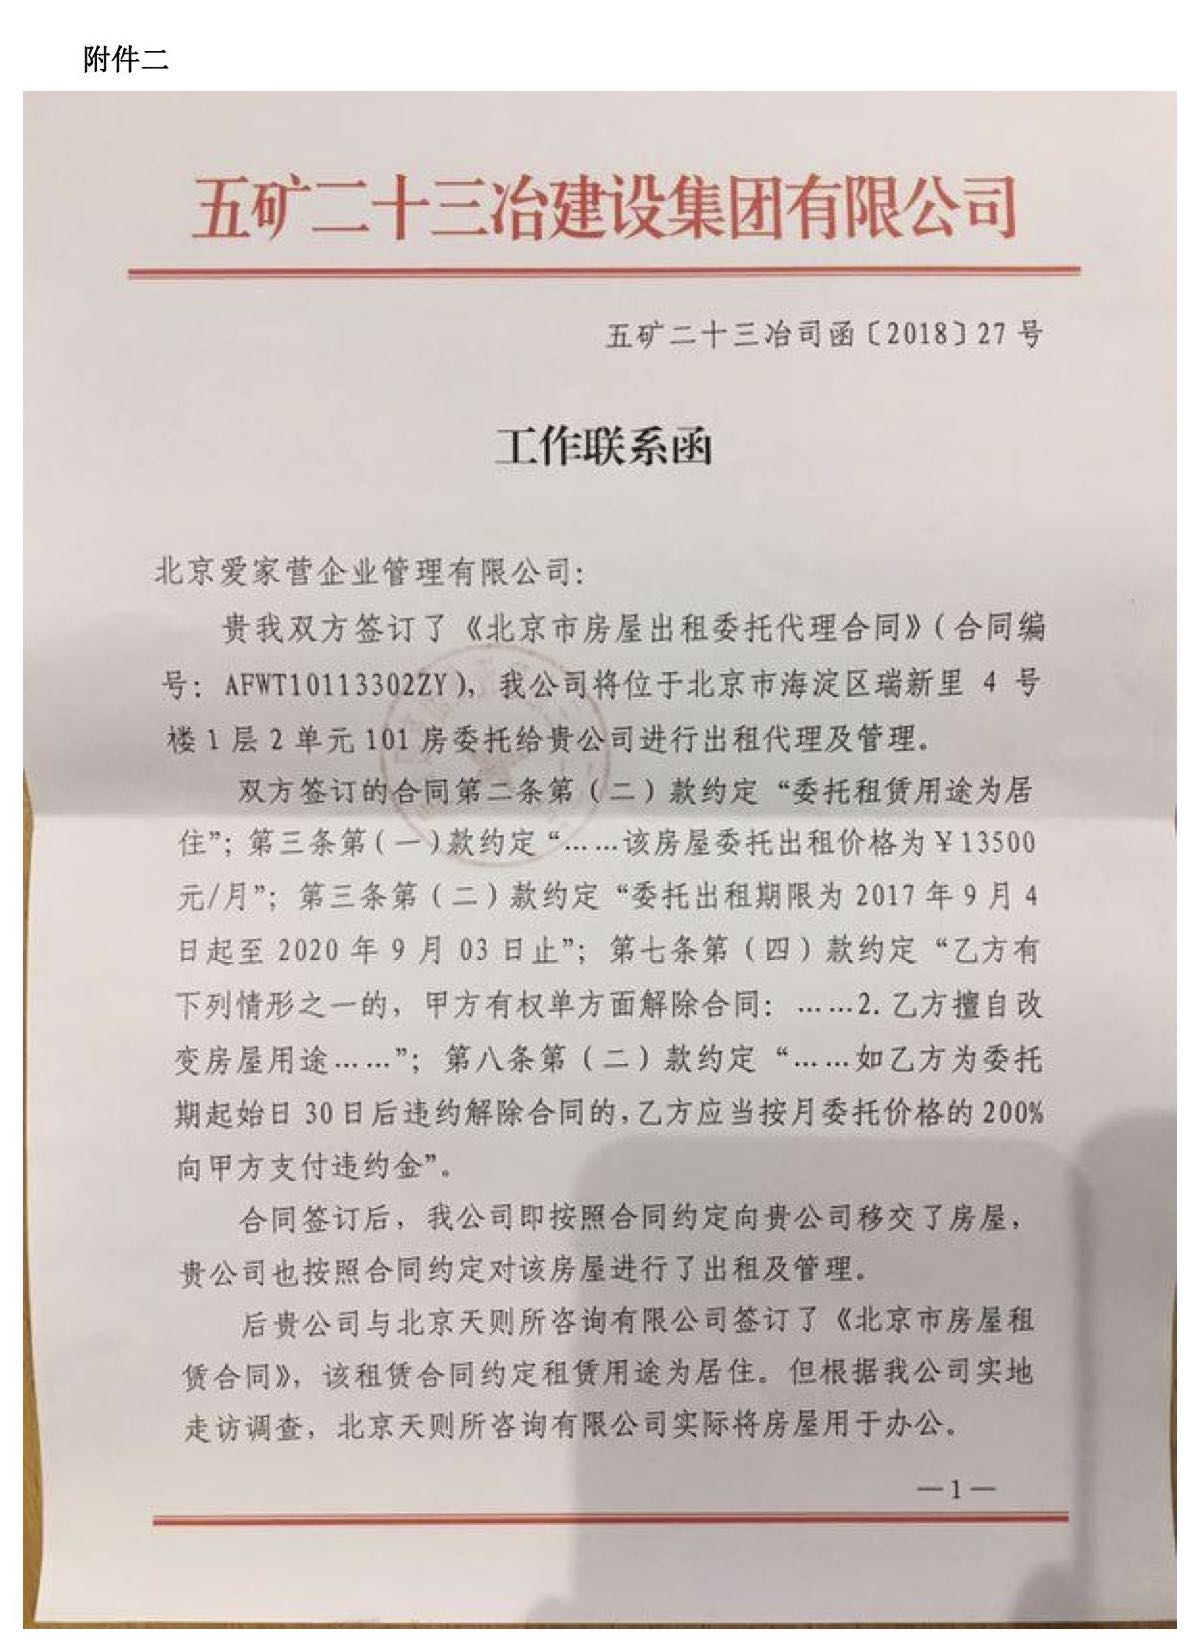 附件二
五矿二十三冶建设集团有限公司
五矿二十三冶司函〔2018〕27 号
工作联系函
北京爱家营企业管理有限公司:
贵我双方签订了《北京市房屋出租委托代理合同》(合同编
号: AFWT10113302ZY), 我公司将位于北京市海淀区瑞新里 4 号
楼 1 层 2 单元 101 房委托给贵公司进行出租代理及管理。
双方签订的合同第二条第(二)款约定“委托租赁用途为居
住”; 第三条第(一)款约定“……该房屋委托出租价格为￥13500
元/月”; 第三条第(二)款约定“委托出租期限为 2017 年 9 月 4
日起至 2020 年 9 月 03 日止”; 第七条第(四)款约定“乙方有
下列情形之一的, 甲方有权单方面解除合同: ……2. 乙方擅自改
变房屋用途……”; 第八条第(二)款约定“……如乙方为委托
期起始日 30 日后违约解除合同的,乙方应当按月委托价格的 200%
向甲方支付违约金”。
合同签订后, 我公司即按照合同约定向贵公司移交了房屋,
贵公司也按照合同约定对该房屋进行了出租及管理。
后贵公司与北京天则所咨询有限公司签订了《北京市房屋租
赁合同》, 该租赁合同约定租赁用途为居住。但根据我公司实地
走访调查, 北京天则所咨询有限公司实际将房屋用于办公。
— 1 —